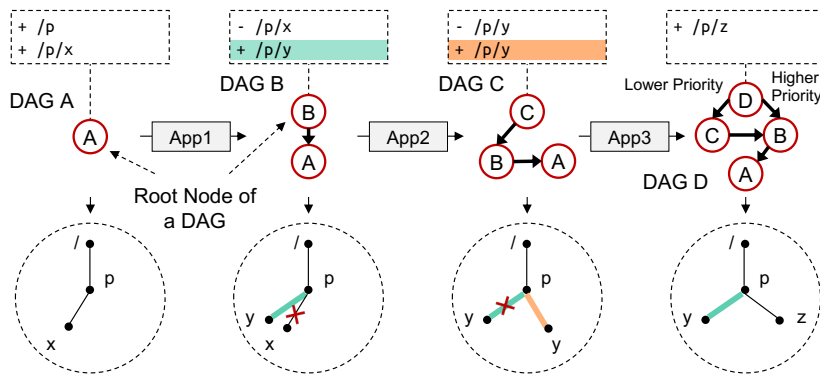 + /p
+ /p/x
- /p/x
+ /p/y
- /p/y
+ /p/y
+ /p/z
DAG A
DAG B
DAG C
Lower Priority
Higher
Priority
A
App1
B
A
App2
C
B
A
App3
D
C
B
A
DAG D
Root Node of
a DAG
/
p
x
/
p
y
x
/
p
y
y
/
p
y
z